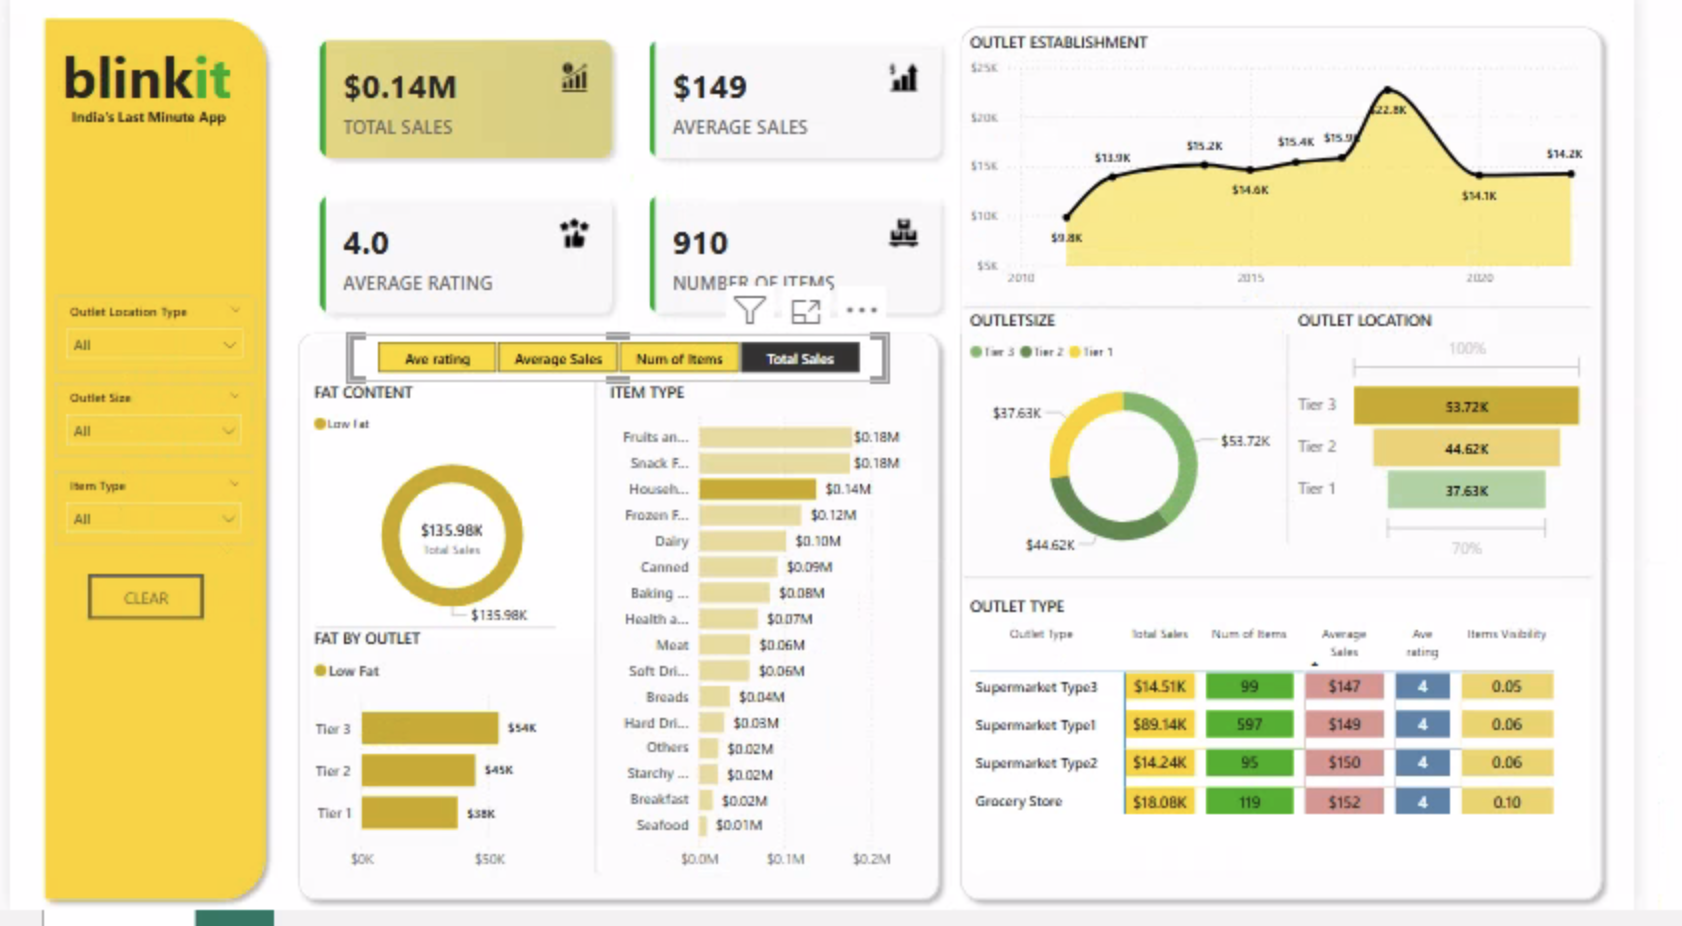 blinkit
India's Last Minute App
Outlet Location Type
All
Outlet Size
All
Item Type
All
CLEAR
$0.14M
TOTAL SALES
$149
AVERAGE SALES
4.0
AVERAGE RATING
910
NUMBER OF ITEMS
Ave rating
Average Sales
Num of Items
Total Sales
FAT CONTENT
Low Fat
$135.98K
Total Sales
$135.98K
FAT BY OUTLET
Low Fat
Tier 3 $54K
Tier 2 $45K
Tier 1 $38K
$0K $50K
ITEM TYPE
Fruits an... $0.18M
Snack F... $0.18M
Househ... $0.14M
Frozen F... $0.12M
Dairy $0.10M
Canned $0.09M
Baking ... $0.08M
Health a... $0.07M
Meat $0.06M
Soft Dri... $0.06M
Breads $0.04M
Hard Dri... $0.03M
Others $0.02M
Starchy ... $0.02M
Breakfast $0.02M
Seafood $0.01M
$0.0M $0.1M $0.2M
OUTLET ESTABLISHMENT
$25K
$20K
$15K
$10K
$5K
$9.8K
$13.9K
$15.2K
$14.6K
$15.4K
$15.9K
$22.8K
$14.1K
$14.2K
2010 2015 2020
OUTLETSIZE
Tier 3 Tier 2 Tier 1
$37.63K
$53.72K
$44.62K
OUTLET LOCATION
100%
Tier 3 53.72K
Tier 2 44.62K
Tier 1 37.63K
70%
OUTLET TYPE
Outlet Type Total Sales Num of Items Average Sales Ave rating Items Visibility
Supermarket Type3 $14.51K 99 $147 4 0.05
Supermarket Type1 $89.14K 597 $149 4 0.06
Supermarket Type2 $14.24K 95 $150 4 0.06
Grocery Store $18.08K 119 $152 4 0.10